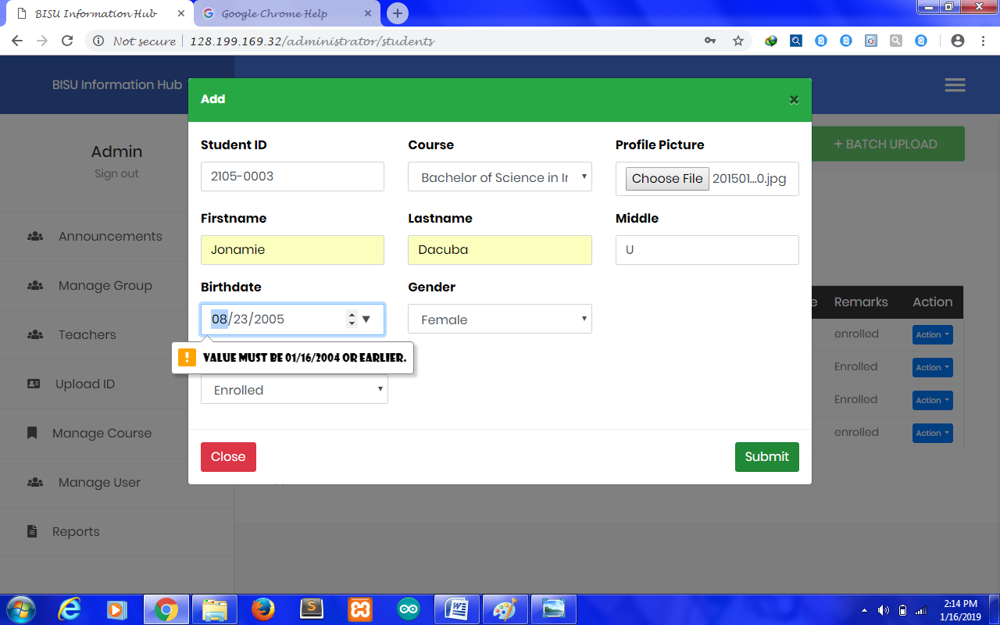 BISU Information Hub
Google Chrome Help
Not secure
128.199.169.32/administrator/students
BISU Information Hub
Add
×
Student ID
Course
Profile Picture
+ BATCH UPLOAD
2105-0003
Bachelor of Science in Ir
Choose File 201501...0.jpg
Admin
Sign out
Firstname
Lastname
Middle
Jonamie
Dacuba
U
Announcements
Manage Group
Teachers
Upload ID
Manage Course
Manage User
Reports
Birthdate
Gender
08/23/2005
Female
VALUE MUST BE 01/16/2004 OR EARLIER.
Enrolled
e
Remarks
Action
enrolled
Action
Enrolled
Action
Enrolled
Action
enrolled
Action
Close
Submit
2:14 PM
1/16/2019